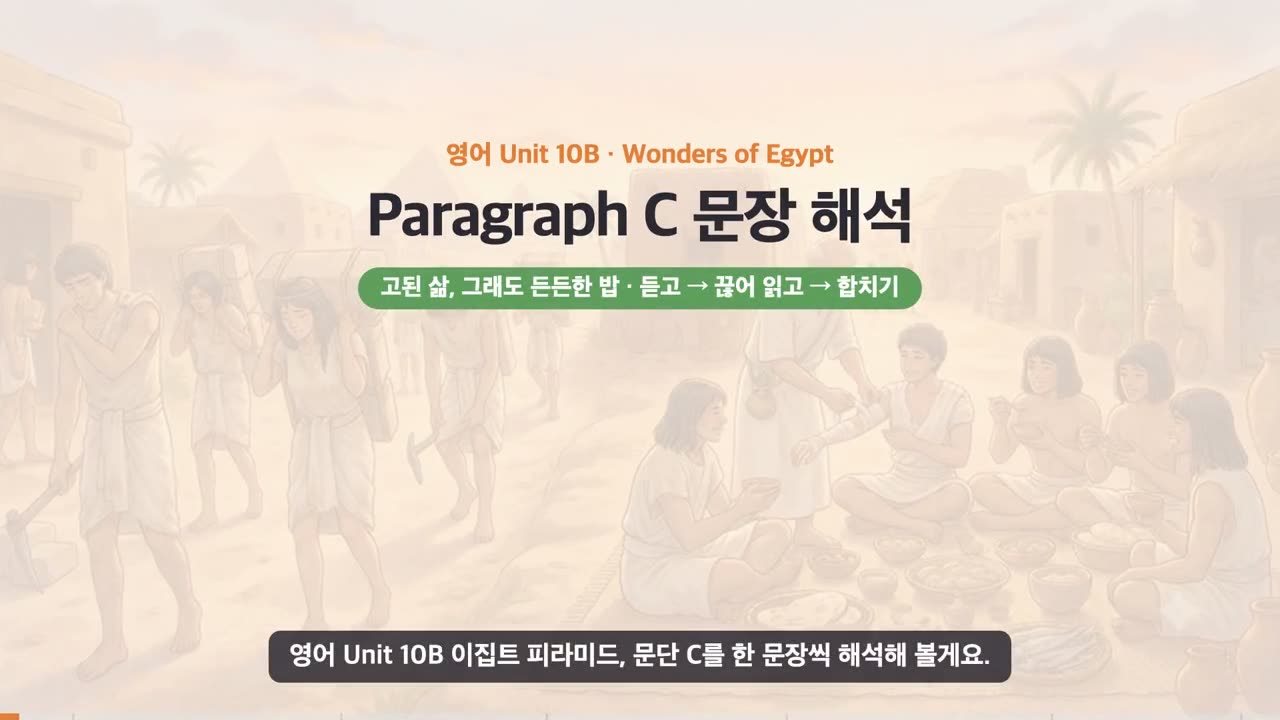 영어 Unit 10B · Wonders of Egypt
Paragraph C 문장 해석
고된 삶, 그래도 든든한 밥 · 듣고 → 끊어 읽고 → 합치기
영어 Unit 10B 이집트 피라미드, 문단 C를 한 문장씩 해석해 볼게요.